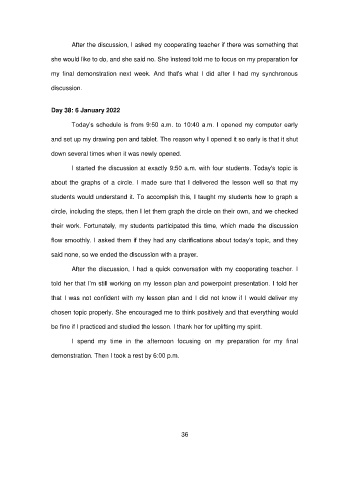 After the discussion, I asked my cooperating teacher if there was something that
she would like to do, and she said no. She instead told me to focus on my preparation for
my final demonstration next week. And that's what I did after I had my synchronous
discussion.
Day 38: 6 January 2022
Today's schedule is from 9:50 a.m. to 10:40 a.m. I opened my computer early
and set up my drawing pen and tablet. The reason why I opened it so early is that it shut
down several times when it was newly opened.
I started the discussion at exactly 9:50 a.m. with four students. Today's topic is
about the graphs of a circle. I made sure that I delivered the lesson well so that my
students would understand it. To accomplish this, I taught my students how to graph a
circle, including the steps, then I let them graph the circle on their own, and we checked
their work. Fortunately, my students participated this time, which made the discussion
flow smoothly. I asked them if they had any clarifications about today's topic, and they
said none, so we ended the discussion with a prayer.
After the discussion, I had a quick conversation with my cooperating teacher. I
told her that I'm still working on my lesson plan and powerpoint presentation. I told her
that I was not confident with my lesson plan and I did not know if I would deliver my
chosen topic properly. She encouraged me to think positively and that everything would
be fine if I practiced and studied the lesson. I thank her for uplifting my spirit.
I spend my time in the afternoon focusing on my preparation for my final
demonstration. Then I took a rest by 6:00 p.m.
36